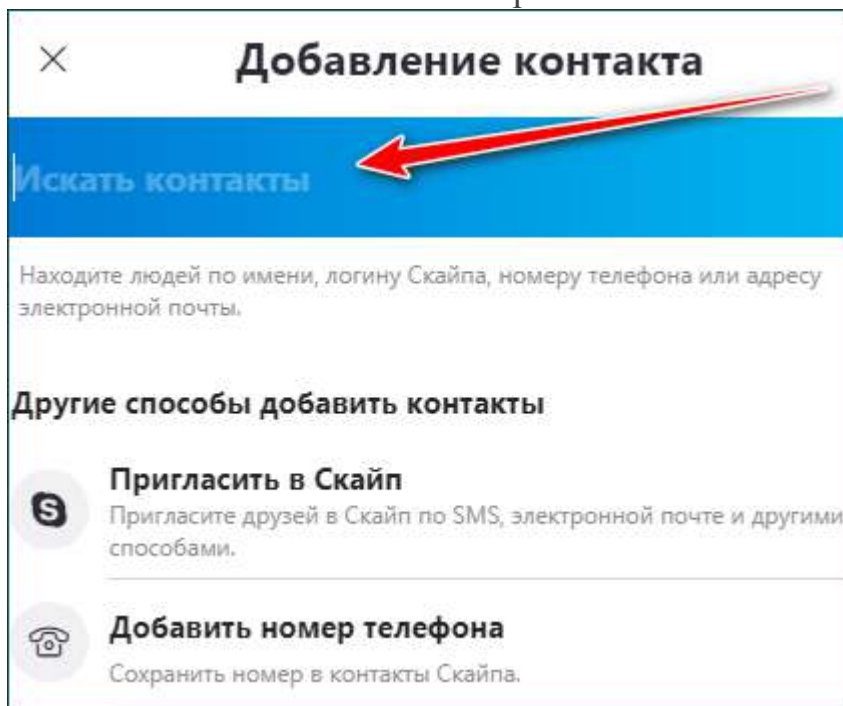 Добавление контакта
Искать контакты
Находите людей по имени, логину Скайпа, номеру телефона или адресу
электронной почты.
Другие способы добавить контакты
Пригласить в Скайп
Пригласите друзей в Скайп по SMS, электронной почте и другими
способами.
Добавить номер телефона
Сохранить номер в контакты Скайпа.